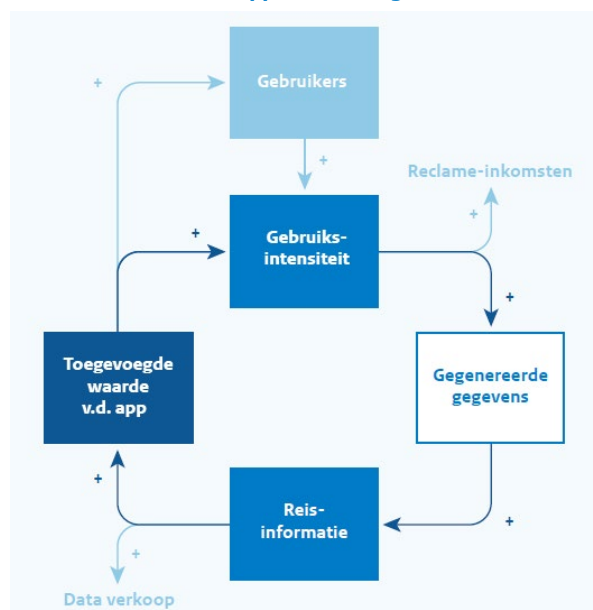 +
Gebruikers
+
Reclame-inkomsten
+
+
Gebruiks-
intensiteit
+
Toegevoegde
waarde
v.d. app
Gegenereerde
gegevens
+
Reis-
informatie
+
+
Data verkoop